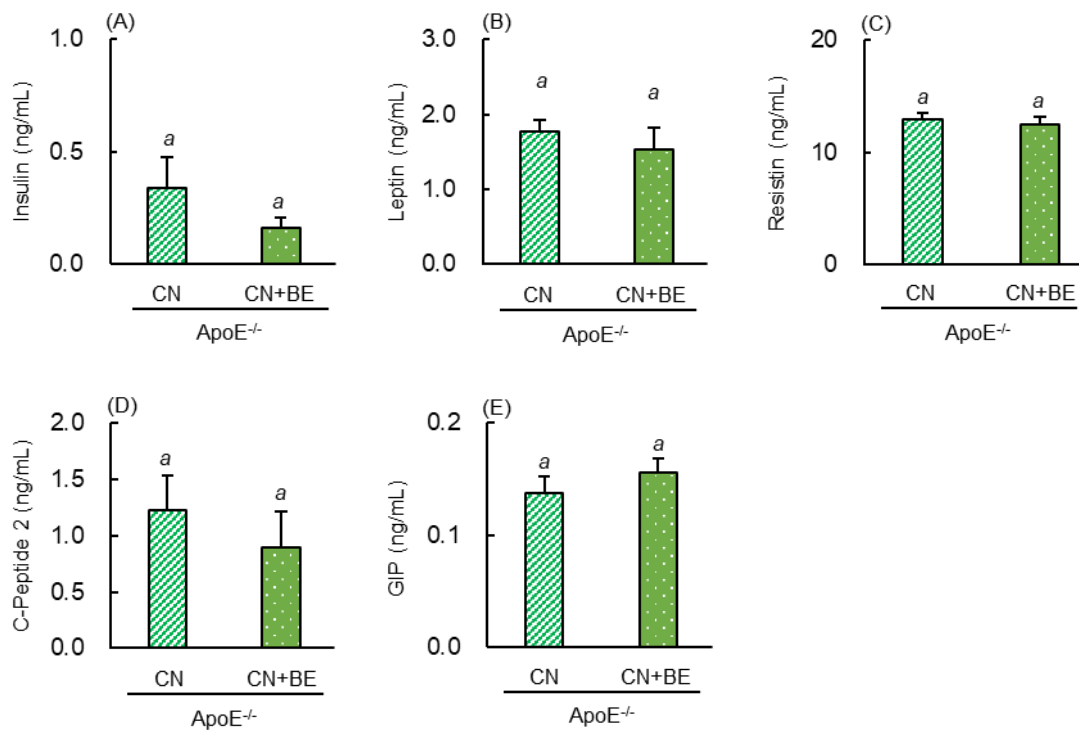 (A)
1.0
0.5
0.0
Insulin (ng/mL)
a
a
CN CN+BE
ApoE-/-
(B)
3.0
2.0
1.0
0.0
Leptin (ng/mL)
a
a
CN CN+BE
ApoE-/-
(C)
20
10
0
Resistin (ng/mL)
a
a
CN CN+BE
ApoE-/-
(D)
2.0
1.5
1.0
0.5
0.0
C-Peptide 2 (ng/mL)
a
a
CN CN+BE
ApoE-/-
(E)
0.2
0.1
0.0
GIP (ng/mL)
a
a
CN CN+BE
ApoE-/-